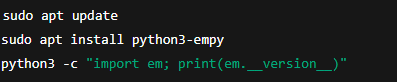 sudo apt update
sudo apt install python3-empy
python3 -c "import em; print(em.__version__)"